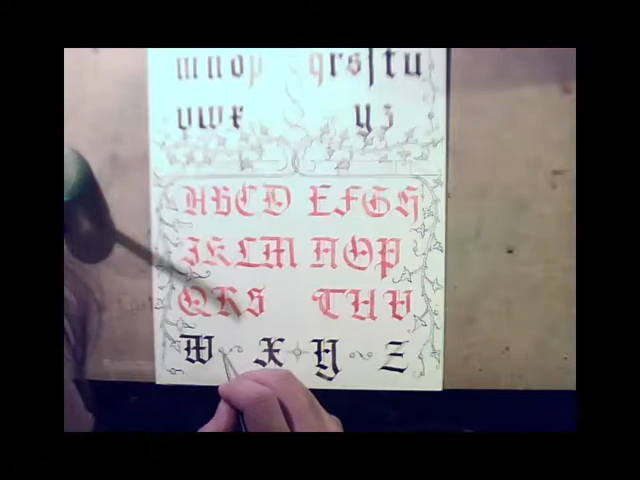 m n o p q r s ſ t u
v w x y z
A B C D E F G H
I K L M N O P
Q R S T U V
W X Y Z